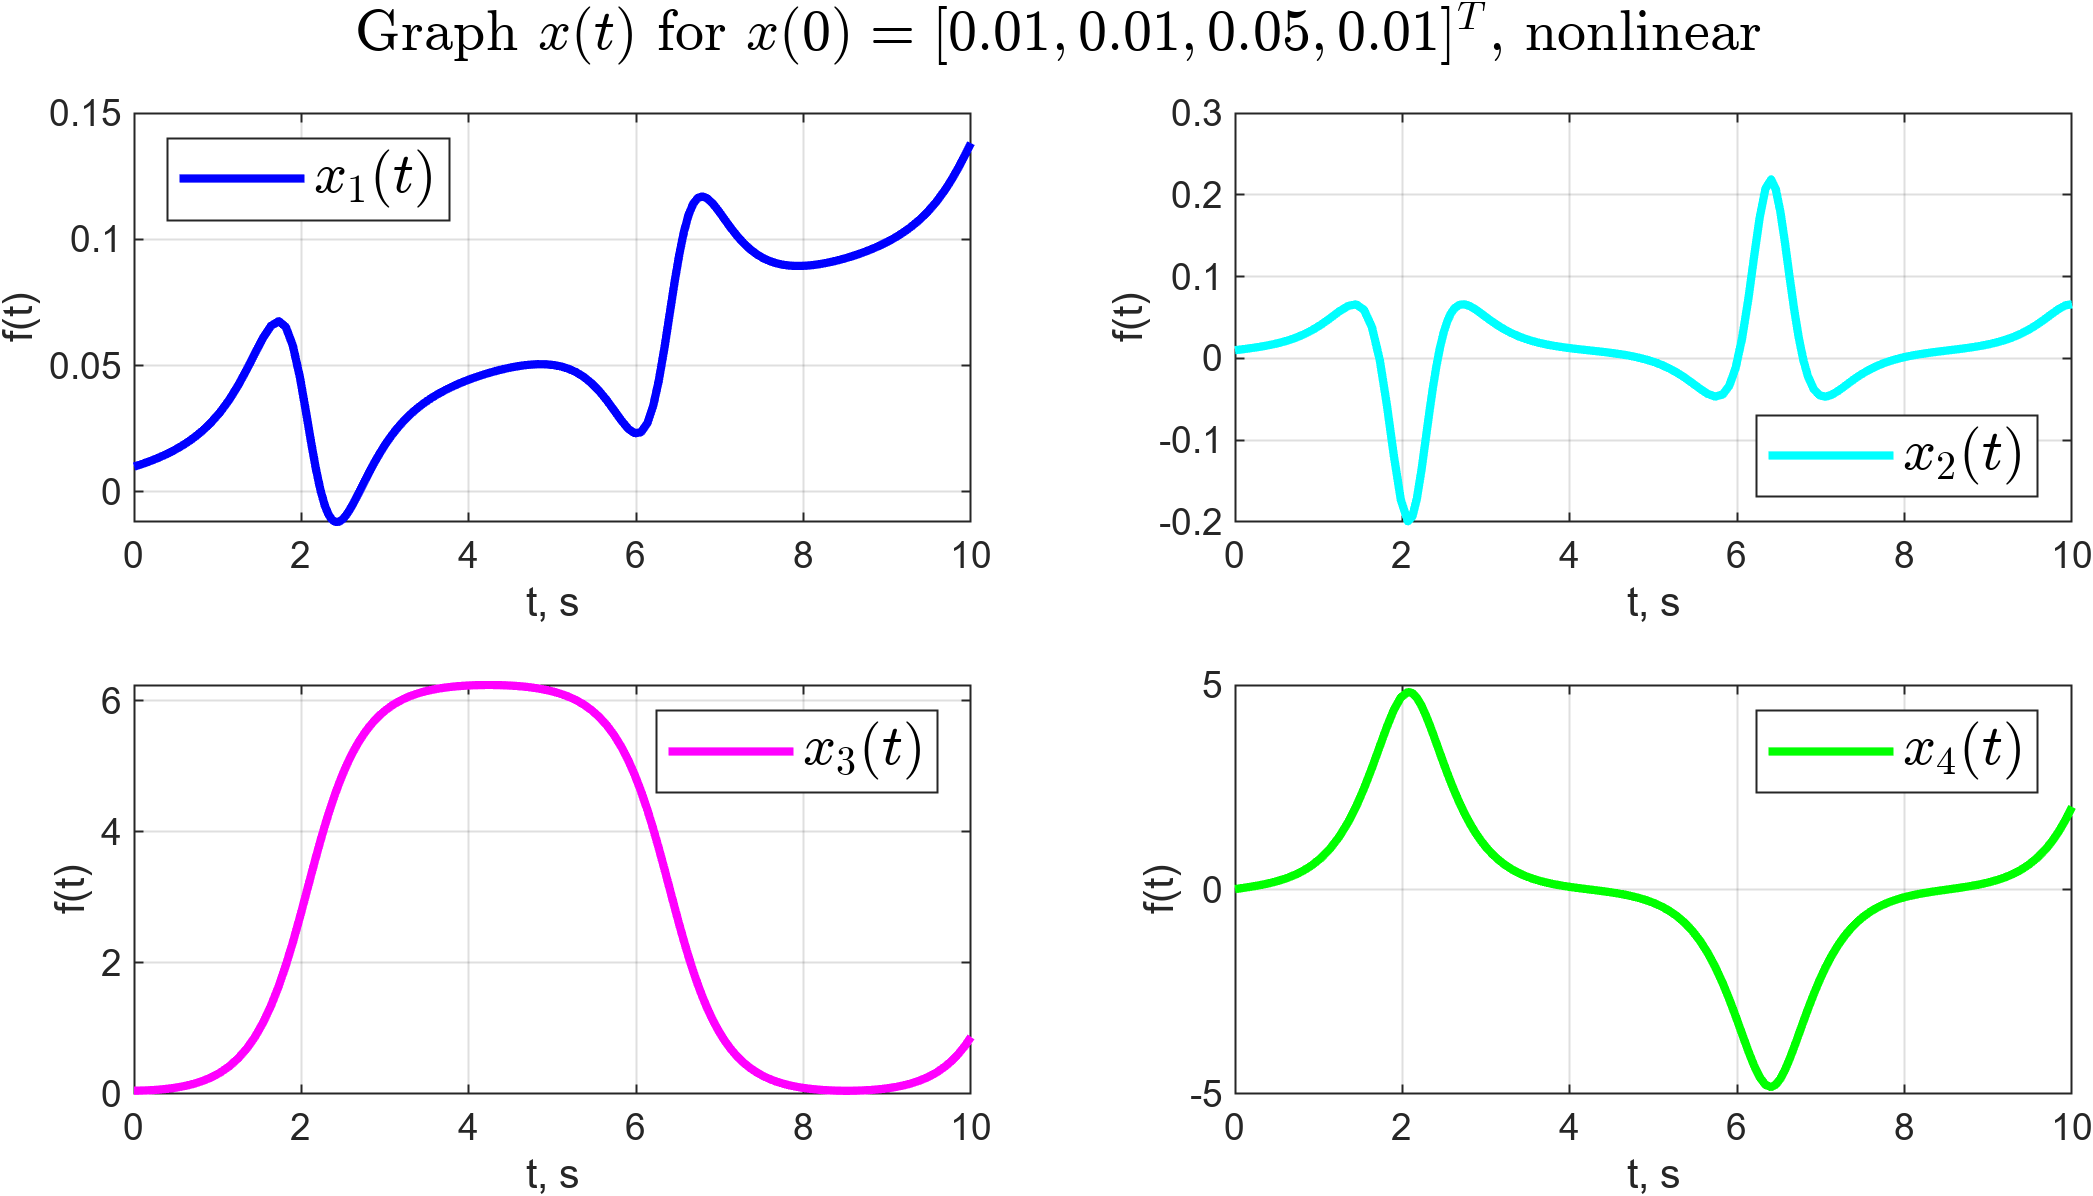 Graph x(t) for x(0) = [0.01, 0.01, 0.05, 0.01]^T, nonlinear
0.15
0.1
0.05
0
f(t)
x₁(t)
0 2 4 6 8 10
t, s
0.3
0.2
0.1
0
-0.1
-0.2
f(t)
x₂(t)
0 2 4 6 8 10
t, s
6
4
2
0
f(t)
x₃(t)
0 2 4 6 8 10
t, s
5
0
-5
f(t)
x₄(t)
0 2 4 6 8 10
t, s